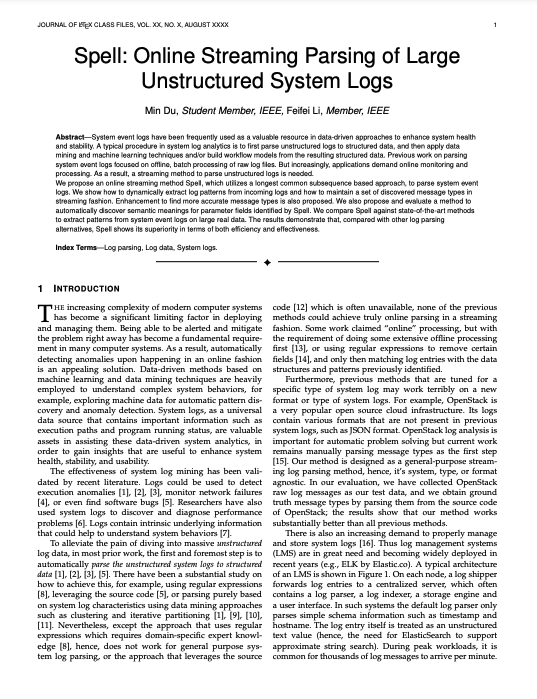 JOURNAL OF LATEX CLASS FILES, VOL. XX, NO. X, AUGUST XXXX
1
Spell: Online Streaming Parsing of Large
Unstructured System Logs
Min Du, Student Member, IEEE, Feifei Li, Member, IEEE
Abstract—System event logs have been frequently used as a valuable resource in data-driven approaches to enhance system health
and stability. A typical procedure in system log analytics is to first parse unstructured logs to structured data, and then apply data
mining and machine learning techniques and/or build workflow models from the resulting structured data. Previous work on parsing
system event logs focused on offline, batch processing of raw log files. But increasingly, applications demand online monitoring and
processing. As a result, a streaming method to parse unstructured logs is needed.
We propose an online streaming method Spell, which utilizes a longest common subsequence based approach, to parse system event
logs. We show how to dynamically extract log patterns from incoming logs and how to maintain a set of discovered message types in
streaming fashion. Enhancement to find more accurate message types is also proposed. We also propose and evaluate a method to
automatically discover semantic meanings for parameter fields identified by Spell. We compare Spell against state-of-the-art methods
to extract patterns from system event logs on large real data. The results demonstrate that, compared with other log parsing
alternatives, Spell shows its superiority in terms of both efficiency and effectiveness.
Index Terms—Log parsing, Log data, System logs.
1 INTRODUCTION
THE increasing complexity of modern computer systems
has become a significant limiting factor in deploying
and managing them. Being able to be alerted and mitigate
the problem right away has become a fundamental require-
ment in many computer systems. As a result, automatically
detecting anomalies upon happening in an online fashion
is an appealing solution. Data-driven methods based on
machine learning and data mining techniques are heavily
employed to understand complex system behaviors, for
example, exploring machine data for automatic pattern dis-
covery and anomaly detection. System logs, as a universal
data source that contains important information such as
execution paths and program running status, are valuable
assets in assisting these data-driven system analytics, in
order to gain insights that are useful to enhance system
health, stability, and usability.
The effectiveness of system log mining has been vali-
dated by recent literature. Logs could be used to detect
execution anomalies [1], [2], [3], monitor network failures
[4], or even find software bugs [5]. Researchers have also
used system logs to discover and diagnose performance
problems [6]. Logs contain intrinsic underlying information
that could help to understand system behaviors [7].
To alleviate the pain of diving into massive unstructured
log data, in most prior work, the first and foremost step is to
automatically parse the unstructured system logs to structured
data [1], [2], [3], [5]. There have been a substantial study on
how to achieve this, for example, using regular expressions
[8], leveraging the source code [5], or parsing purely based
on system log characteristics using data mining approaches
such as clustering and iterative partitioning [1], [9], [10],
[11]. Nevertheless, except the approach that uses regular
expressions which requires domain-specific expert knowl-
edge [8], hence, does not work for general purpose sys-
tem log parsing, or the approach that leverages the source
code [12] which is often unavailable, none of the previous
methods could achieve truly online parsing in a streaming
fashion. Some work claimed "online" processing, but with
the requirement of doing some extensive offline processing
first [13], or using regular expressions to remove certain
fields [14], and only then matching log entries with the data
structures and patterns previously identified.
Furthermore, previous methods that are tuned for a
specific type of system log may work terribly on a new
format or type of system logs. For example, OpenStack is
a very popular open source cloud infrastructure. Its logs
contain various formats that are not present in previous
system logs, such as JSON format. OpenStack log analysis is
important for automatic problem solving but current work
remains manually parsing message types as the first step
[15]. Our method is designed as a general-purpose stream-
ing log parsing method, hence, it's system, type, or format
agnostic. In our evaluation, we have collected OpenStack
raw log messages as our test data, and we obtain ground
truth message types by parsing them from the source code
of OpenStack; the results show that our method works
substantially better than all previous methods.
There is also an increasing demand to properly manage
and store system logs [16]. Thus log management systems
(LMS) are in great need and becoming widely deployed in
recent years (e.g., ELK by Elastic.co). A typical architecture
of an LMS is shown in Figure 1. On each node, a log shipper
forwards log entries to a centralized server, which often
contains a log parser, a log indexer, a storage engine and
a user interface. In such systems the default log parser only
parses simple schema information such as timestamp and
hostname. The log entry itself is treated as an unstructured
text value (hence, the need for ElasticSearch to support
approximate string search). During peak workloads, it is
common for thousands of log messages to arrive per minute.